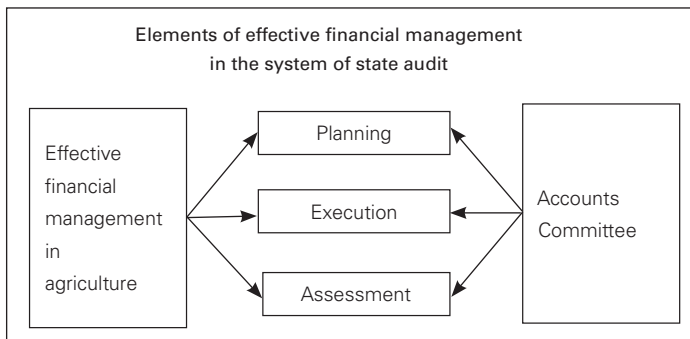 Elements of effective financial management
in the system of state audit
Effective
financial
management
in
agriculture
Planning
Execution
Assessment
Accounts
Committee